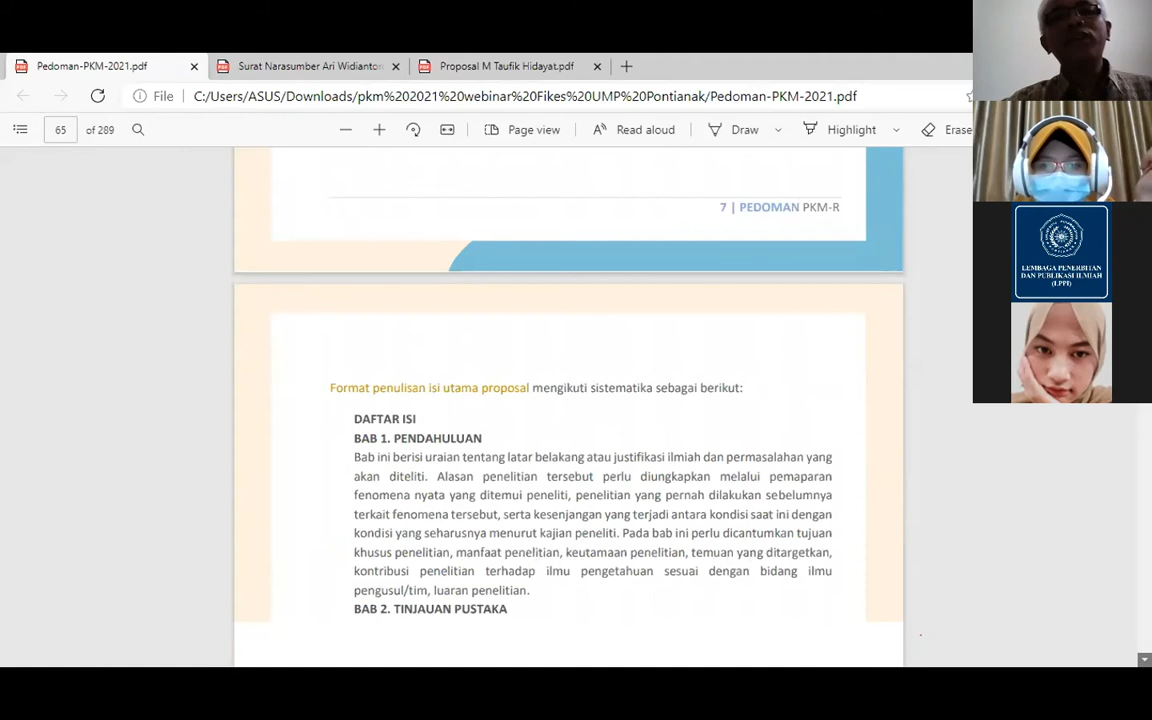 Pedoman-PKM-2021.pdf
Surat Narasumber Ari Widianto
Proposal M Taufik Hidayat.pdf
File C:/Users/ASUS/Downloads/pkm%202021%20webinar%20Fikes%20UMP%20Pontianak/Pedoman-PKM-2021.pdf
65 of 289
Page view
Read aloud
Draw
Highlight
Erase
7 | PEDOMAN PKM-R
Format penulisan isi utama proposal mengikuti sistematika sebagai berikut:
DAFTAR ISI
BAB 1. PENDAHULUAN
Bab ini berisi uraian tentang latar belakang atau justifikasi ilmiah dan permasalahan yang
akan diteliti. Alasan penelitian tersebut perlu diungkapkan melalui pemaparan
fenomena nyata yang ditemui peneliti, penelitian yang pernah dilakukan sebelumnya
terkait fenomena tersebut, serta kesenjangan yang terjadi antara kondisi saat ini dengan
kondisi yang seharusnya menurut kajian peneliti. Pada bab ini perlu dicantumkan tujuan
khusus penelitian, manfaat penelitian, keutamaan penelitian, temuan yang ditargetkan,
kontribusi penelitian terhadap ilmu pengetahuan sesuai dengan bidang ilmu
pengusul/tim, luaran penelitian.
BAB 2. TINJAUAN PUSTAKA
LEMBAGA PENERBITAN
DAN PUBLIKASI ILMIAH
(LPPI)